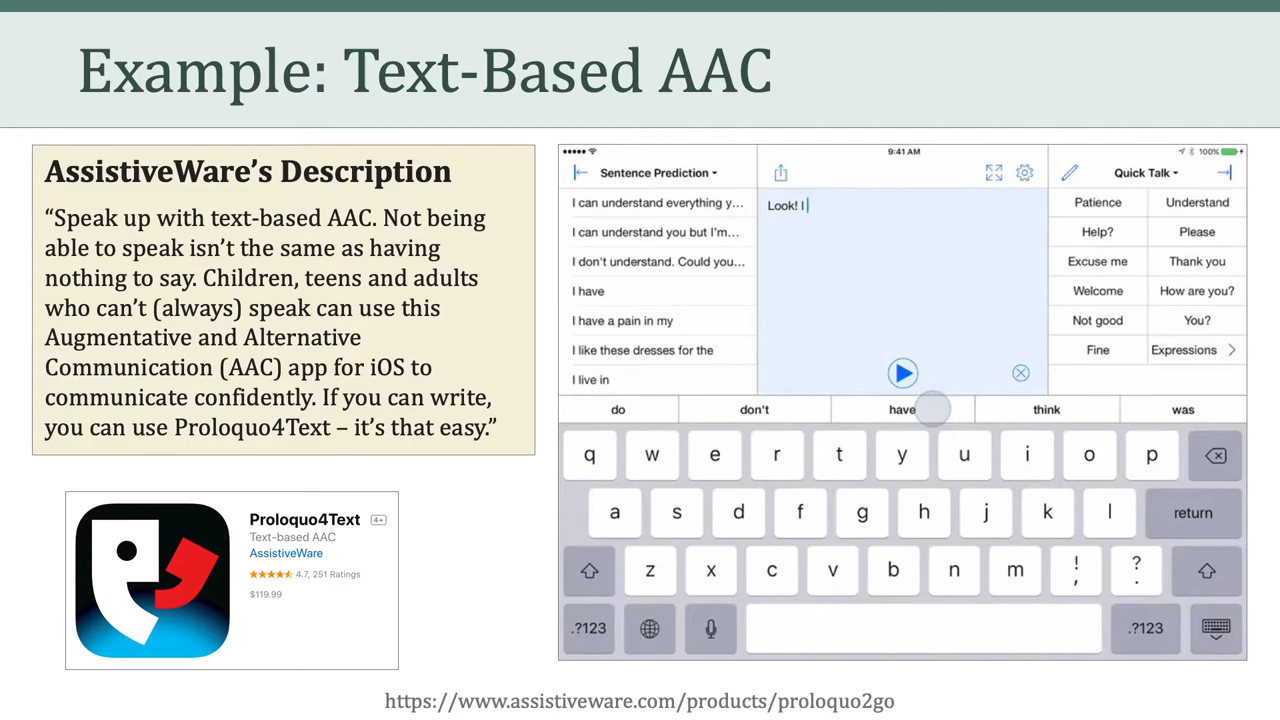 Example: Text-Based AAC
AssistiveWare’s Description
“Speak up with text-based AAC. Not being
able to speak isn’t the same as having
nothing to say. Children, teens and adults
who can’t (always) speak can use this
Augmentative and Alternative
Communication (AAC) app for iOS to
communicate confidently. If you can write,
you can use Proloquo4Text – it’s that easy.”
Proloquo4Text 4+
Text-based AAC
AssistiveWare
4.7, 251 Ratings
$119.99
9:41 AM
100%
Sentence Prediction
I can understand everything y...
I can understand you but I’m...
I don’t understand. Could you...
I have
I have a pain in my
I like these dresses for the
I live in
Look! I
Quick Talk
Patience Understand
Help? Please
Excuse me Thank you
Welcome How are you?
Not good You?
Fine Expressions
do don’t have think was
q w e r t y u i o p
a s d f g h j k l return
z x c v b n m ! , ? .
.?123 .?123
https://www.assistiveware.com/products/proloquo2go